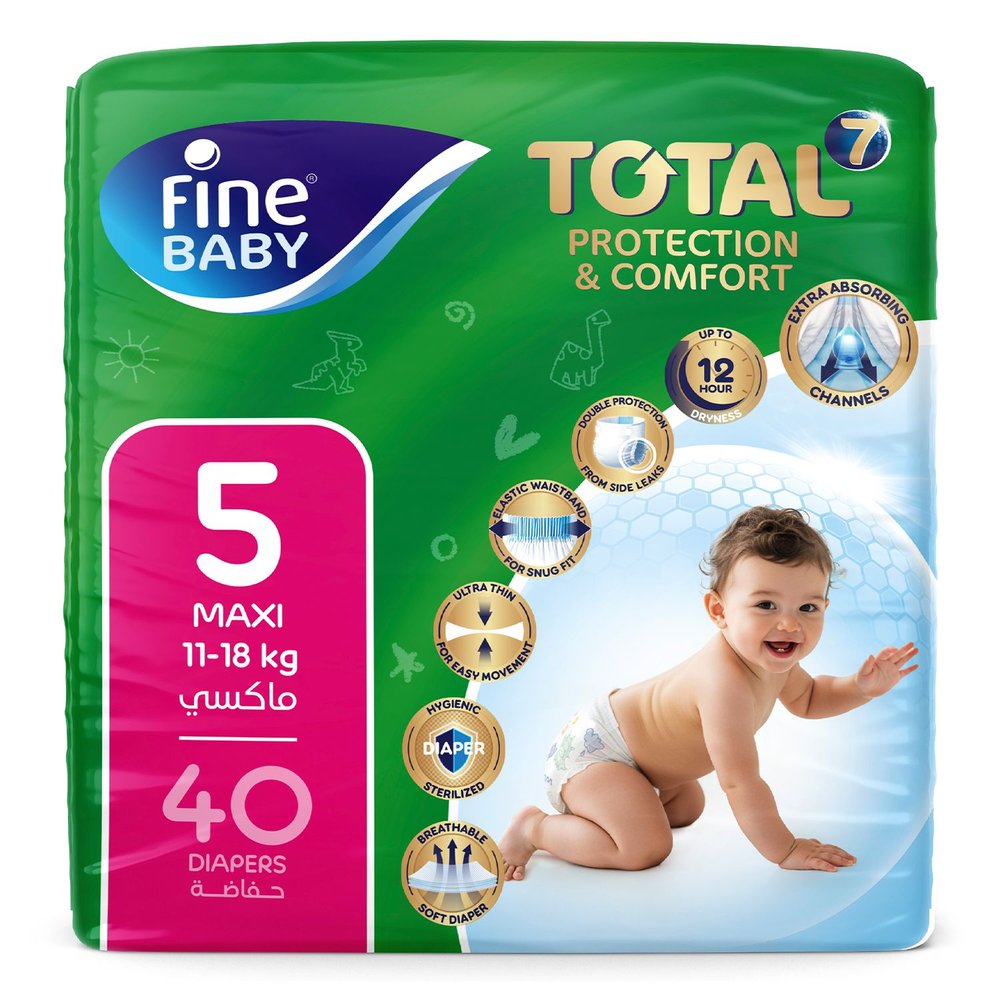 fine®
BABY
TOTAL 7
PROTECTION
& COMFORT
EXTRA ABSORBING
CHANNELS
UP TO
12
HOUR
DRYNESS
DOUBLE PROTECTION
FROM SIDE LEAKS
ELASTIC WAISTBAND
FOR SNUG FIT
ULTRA THIN
FOR EASY MOVEMENT
HYGIENIC
DIAPER
STERILIZED
BREATHABLE
SOFT DIAPER
5
MAXI
11-18 kg
ماكسي
40
DIAPERS
حفاضة